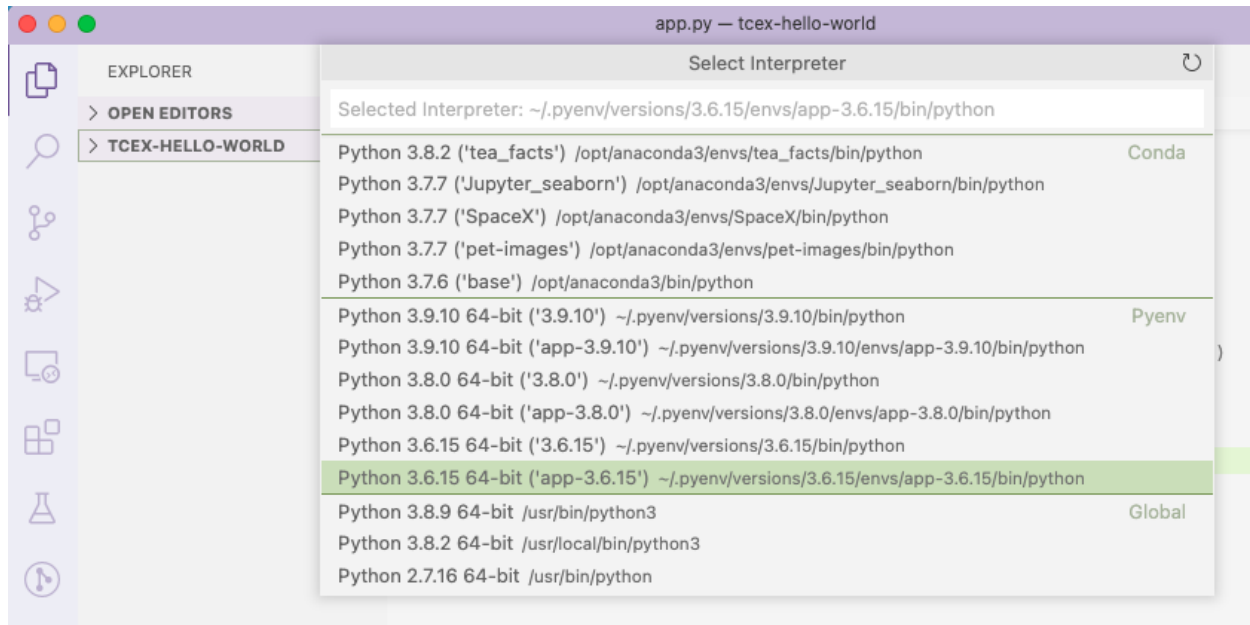 app.py — tcex-hello-world
EXPLORER
> OPEN EDITORS
> TCEX-HELLO-WORLD
Select Interpreter
Selected Interpreter: ~/.pyenv/versions/3.6.15/envs/app-3.6.15/bin/python
Python 3.8.2 ('tea_facts') /opt/anaconda3/envs/tea_facts/bin/python Conda
Python 3.7.7 ('Jupyter_seaborn') /opt/anaconda3/envs/Jupyter_seaborn/bin/python
Python 3.7.7 ('SpaceX') /opt/anaconda3/envs/SpaceX/bin/python
Python 3.7.7 ('pet-images') /opt/anaconda3/envs/pet-images/bin/python
Python 3.7.6 ('base') /opt/anaconda3/bin/python
Python 3.9.10 64-bit ('3.9.10') ~/.pyenv/versions/3.9.10/bin/python Pyenv
Python 3.9.10 64-bit ('app-3.9.10') ~/.pyenv/versions/3.9.10/envs/app-3.9.10/bin/python
)
Python 3.8.0 64-bit ('3.8.0') ~/.pyenv/versions/3.8.0/bin/python
Python 3.8.0 64-bit ('app-3.8.0') ~/.pyenv/versions/3.8.0/envs/app-3.8.0/bin/python
Python 3.6.15 64-bit ('3.6.15') ~/.pyenv/versions/3.6.15/bin/python
Python 3.6.15 64-bit ('app-3.6.15') ~/.pyenv/versions/3.6.15/envs/app-3.6.15/bin/python
Python 3.8.9 64-bit /usr/bin/python3 Global
Python 3.8.2 64-bit /usr/local/bin/python3
Python 2.7.16 64-bit /usr/bin/python